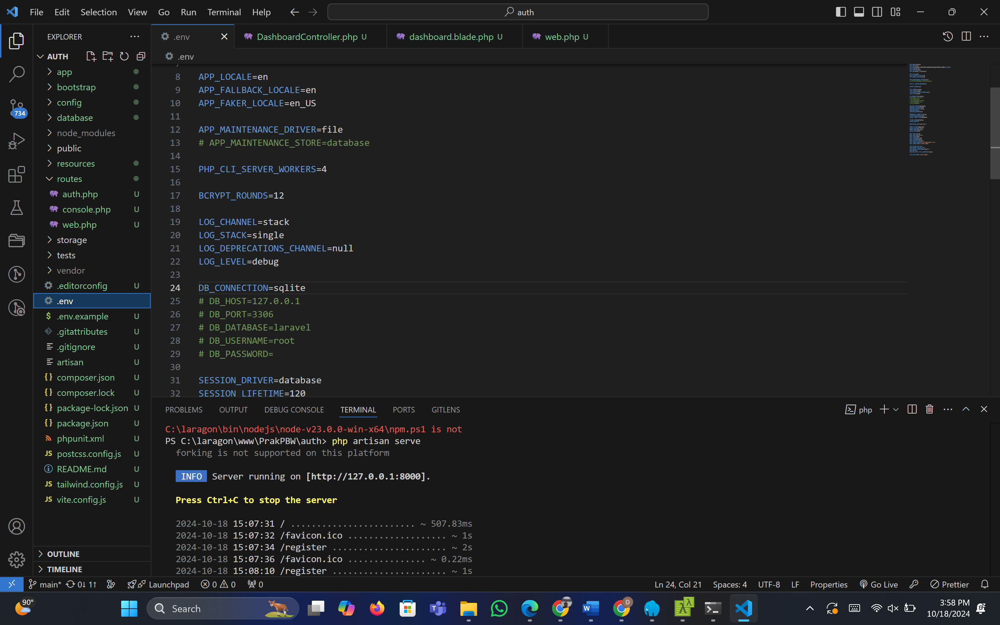 File Edit Selection View Go Run Terminal Help
auth
EXPLORER
.env
DashboardController.php U
dashboard.blade.php U
web.php U
AUTH
.env
app
bootstrap
config
734
database
node_modules
public
resources
routes
auth.php U
console.php U
web.php U
storage
tests
vendor
.editorconfig U
.env
.env.example U
.gitattributes U
.gitignore U
artisan U
composer.json U
composer.lock U
package-lock.json U
package.json U
phpunit.xml U
JS postcss.config.js U
README.md U
JS tailwind.config.js U
JS vite.config.js U
OUTLINE
TIMELINE
7
8 APP_LOCALE=en
9 APP_FALLBACK_LOCALE=en
10 APP_FAKER_LOCALE=en_US
11
12 APP_MAINTENANCE_DRIVER=file
13 # APP_MAINTENANCE_STORE=database
14
15 PHP_CLI_SERVER_WORKERS=4
16
17 BCRYPT_ROUNDS=12
18
19 LOG_CHANNEL=stack
20 LOG_STACK=single
21 LOG_DEPRECATIONS_CHANNEL=null
22 LOG_LEVEL=debug
23
24 DB_CONNECTION=sqlite
25 # DB_HOST=127.0.0.1
26 # DB_PORT=3306
27 # DB_DATABASE=laravel
28 # DB_USERNAME=root
29 # DB_PASSWORD=
30
31 SESSION_DRIVER=database
32 SESSION_LIFETIME=120
PROBLEMS OUTPUT DEBUG CONSOLE TERMINAL PORTS GITLENS
php
C:\laragon\bin\nodejs\node-v23.0.0-win-x64\npm.ps1 is not
PS C:\laragon\www\PrakPBW\auth> php artisan serve
forking is not supported on this platform
INFO Server running on [http://127.0.0.1:8000].
Press Ctrl+C to stop the server
2024-10-18 15:07:31 / ........................ ~ 507.83ms
2024-10-18 15:07:32 /favicon.ico ................... ~ 1s
2024-10-18 15:07:34 /register ...................... ~ 2s
2024-10-18 15:07:36 /favicon.ico ............... ~ 0.22ms
2024-10-18 15:08:10 /register ...................... ~ 1s
main* 0↓ 1↑ Launchpad 0 0 0
Ln 24, Col 21 Spaces: 4 UTF-8 LF Properties Go Live Prettier
90°
Search
3:58 PM
10/18/2024